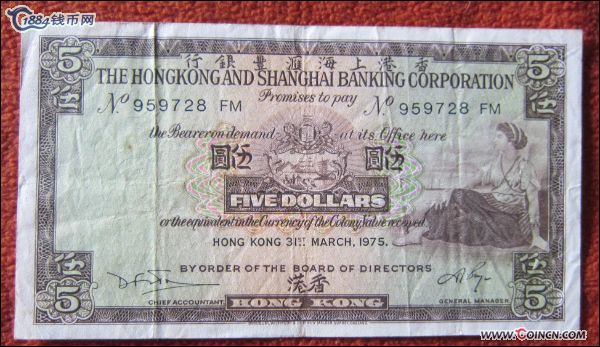 1884钱币网
5 行銀豐滙海上港香 5
THE HONGKONG AND SHANGHAI BANKING CORPORATION
伍 Promises to pay 伍
Nº 959728 FM Nº 959728 FM
the Bearer on demand at its Office here
圓伍 圓伍
FIVE DOLLARS
or the equivalent in the Currency of the Colony, Value received.
HONG KONG 31ST MARCH, 1975.
伍 BY ORDER OF THE BOARD OF DIRECTORS 伍
港香
CHIEF ACCOUNTANT. GENERAL MANAGER.
5 HONG KONG 5
www.COINCN.com